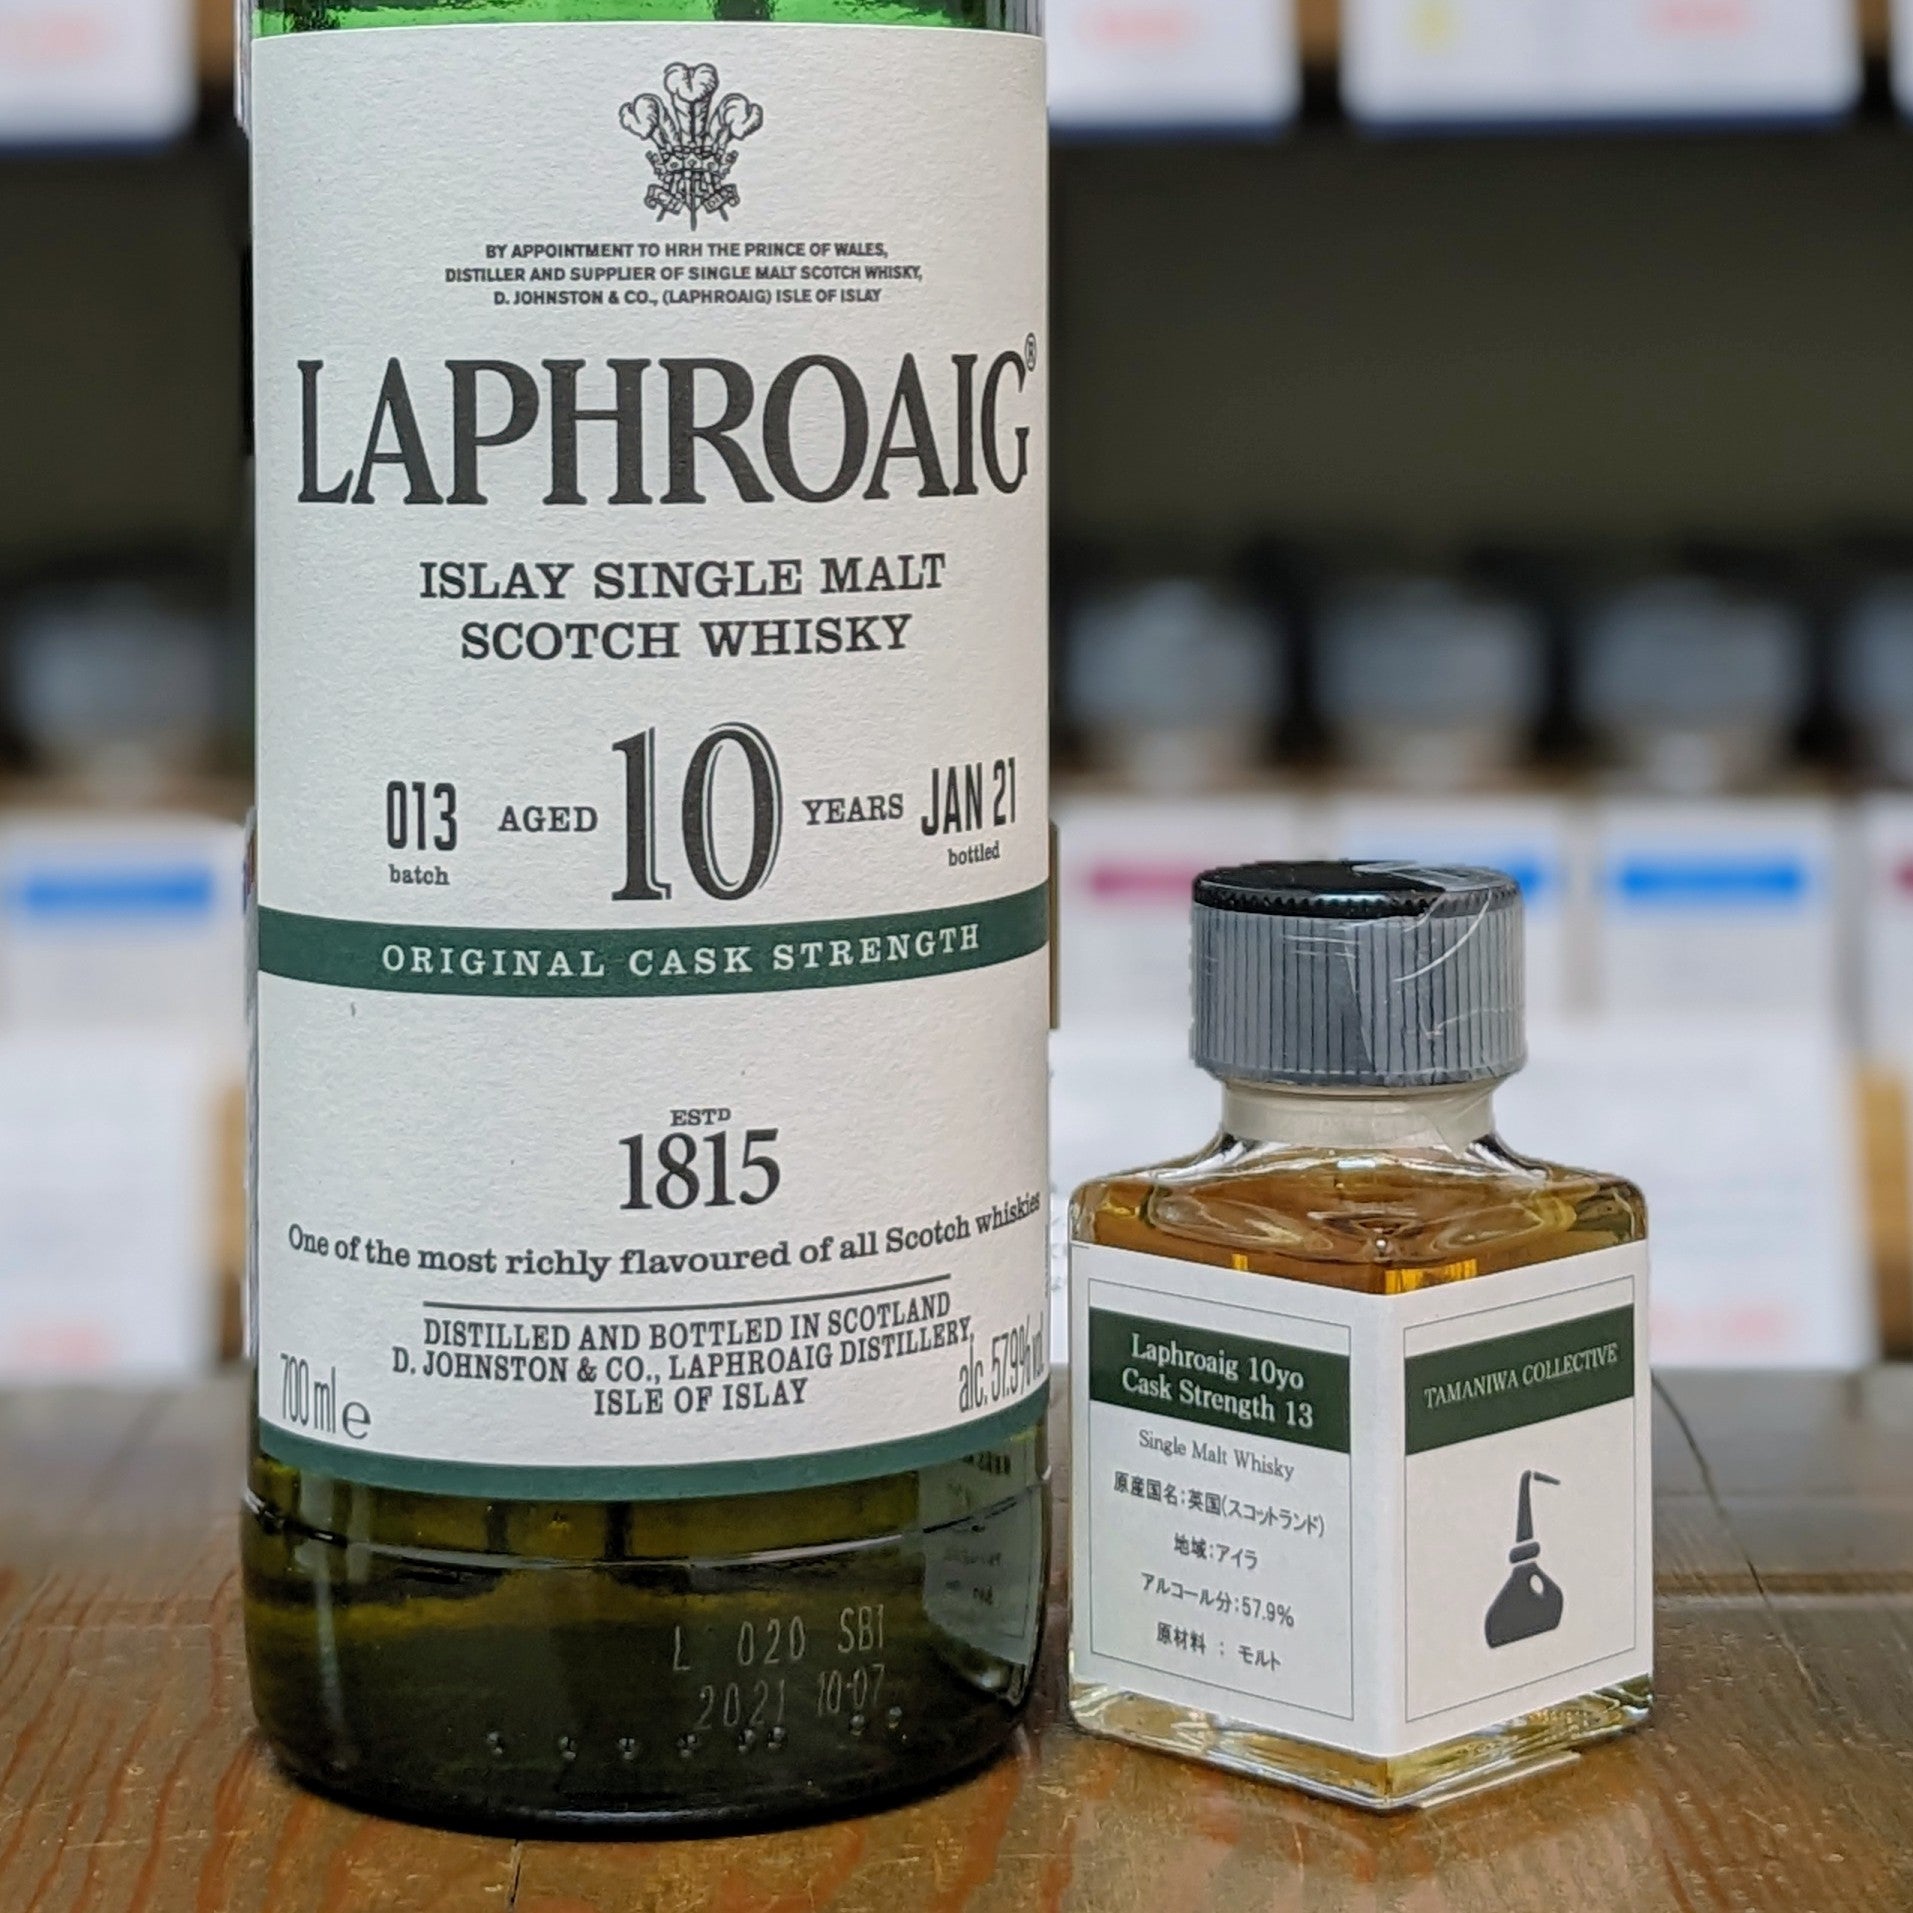 BY APPOINTMENT TO HRH THE PRINCE OF WALES,
DISTILLER AND SUPPLIER OF SINGLE MALT SCOTCH WHISKY,
D. JOHNSTON & CO., (LAPHROAIG) ISLE OF ISLAY
LAPHROAIG®
ISLAY SINGLE MALT
SCOTCH WHISKY
013 AGED 10 YEARS JAN 21
batch bottled
ORIGINAL CASK STRENGTH
ESTD
1815
One of the most richly flavoured of all Scotch whiskies
DISTILLED AND BOTTLED IN SCOTLAND
D. JOHNSTON & CO., LAPHROAIG DISTILLERY,
ISLE OF ISLAY
700 ml e
alc. 57.9% vol.
L 020 SB1
2021 10:07
Laphroaig 10yo
Cask Strength 13
Single Malt Whisky
原産国名:英国(スコットランド)
地域:アイラ
アルコール分:57.9%
原材料 : モルト
TAMANIWA COLLECTIVE